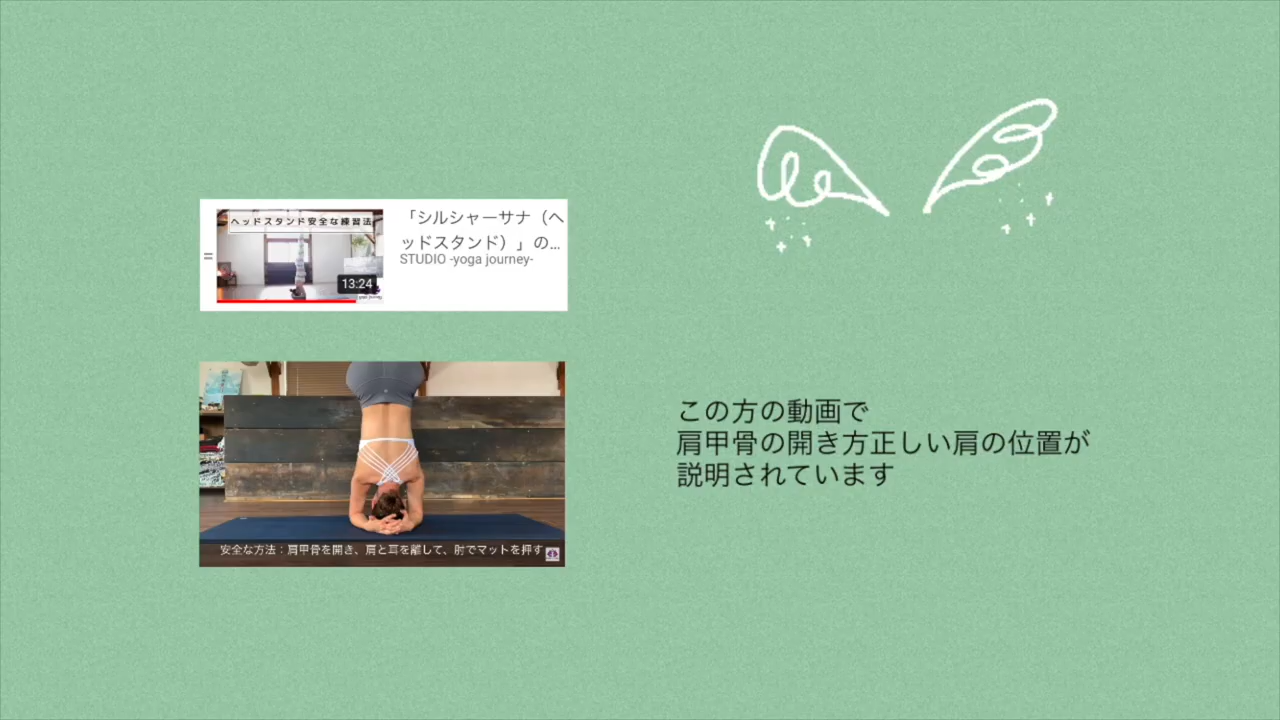 ヘッドスタンド安全な練習法
13:24
「シルシャーサナ（ヘ
ッドスタンド）」の...
STUDIO -yoga journey-
安全な方法：肩甲骨を開き、肩と耳を離して、肘でマットを押す
この方の動画で
肩甲骨の開き方正しい肩の位置が
説明されています